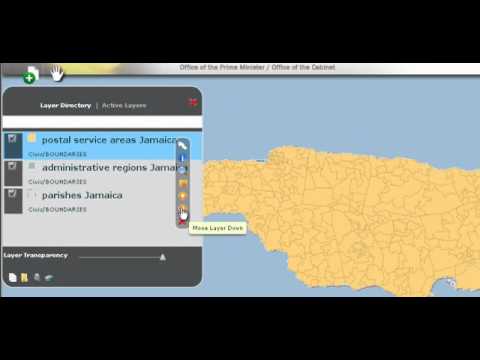 Office of the Prime Minister / Office of the Cabinet
Layer Directory | Active Layers
postal service areas Jamaica
Civic/BOUNDARIES
administrative regions Jamaica
Civic/BOUNDARIES
parishes Jamaica
Civic/BOUNDARIES
Move Layer Down
Layer Transparency